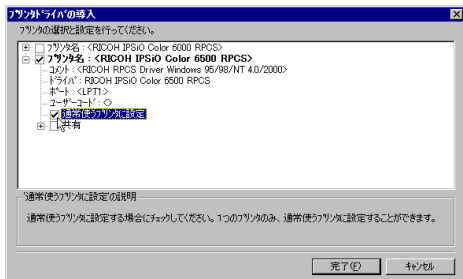 プリンタドライバの導入
プリンタの選択と設定を行ってください。
プリンタ名 : <RICOH IPSiO Color 6000 RPCS>
プリンタ名 : <RICOH IPSiO Color 6500 RPCS>
コメント : <RICOH RPCS Driver Windows 95/98/NT 4.0/2000>
ドライバ : RICOH IPSiO Color 6500 RPCS
ポート : <LPT1:>
ユーザーコード : <>
通常使うプリンタに設定
共有
'通常使うプリンタに設定'の説明
通常使うプリンタに設定する場合にチェックしてください。1つのプリンタのみ、通常使うプリンタに設定することができます。
完了(F)
キャンセル